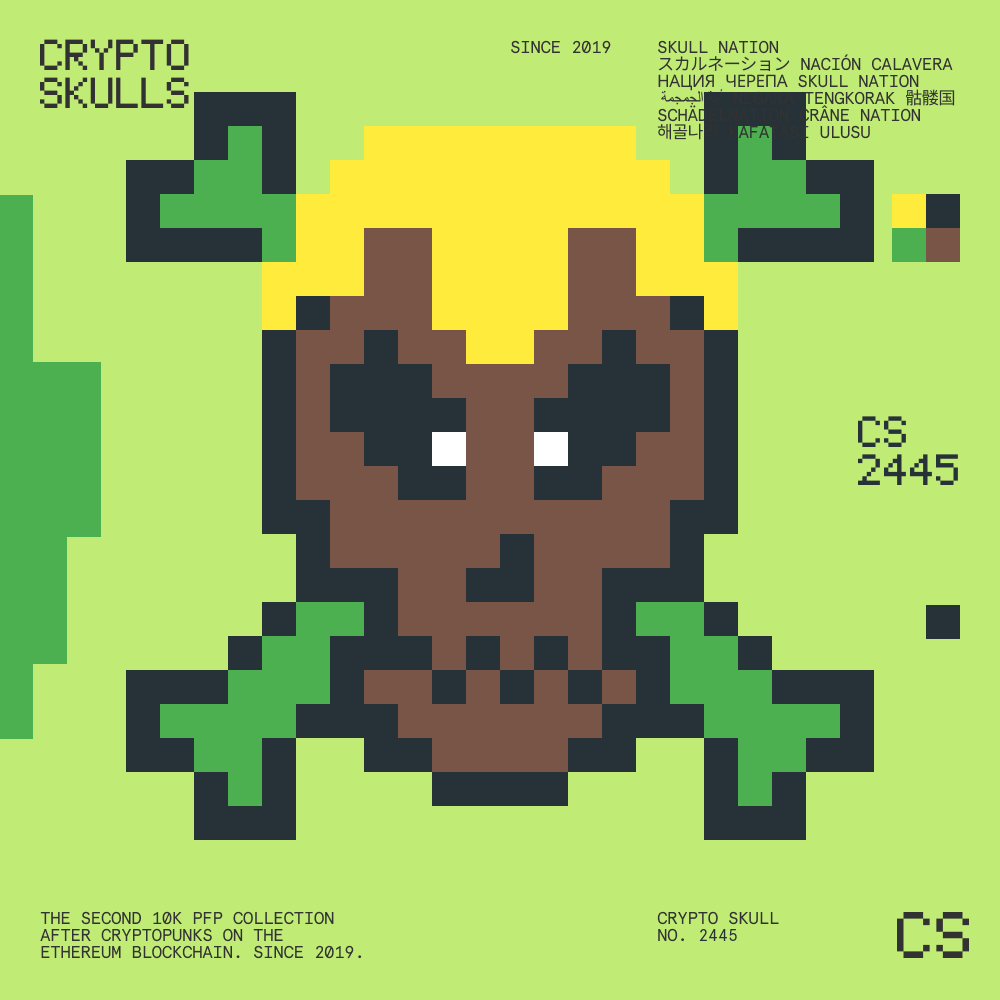 CRYPTO
SKULLS
SINCE 2019
SKULL NATION
スカルネーション NACIÓN CALAVERA
НАЦИЯ ЧЕРЕПА SKULL NATION
الجمجمة TENGKORAK 骷髅国
CRÂNE NATION
해골나 ULUSU
CS
2445
THE SECOND 10K PFP COLLECTION
AFTER CRYPTOPUNKS ON THE
ETHEREUM BLOCKCHAIN. SINCE 2019.
CRYPTO SKULL
NO. 2445
CS